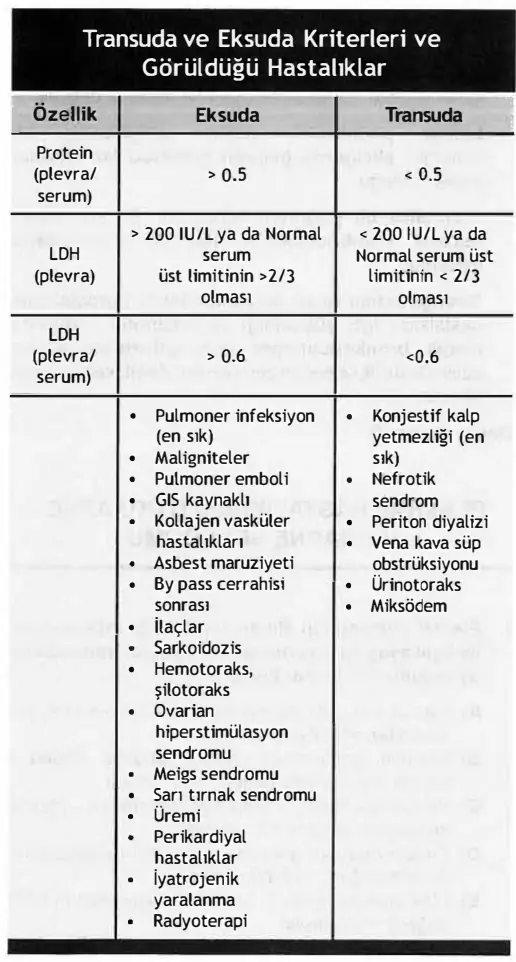 Transuda ve Eksuda Kriterleri ve
Görüldüğü Hastalıklar
Özellik Eksuda Transuda
Protein
(plevra/
serum)
> 0.5
< 0.5
LDH
(plevra)
> 200 IU/L ya da Normal
serum
üst limitinin >2/3
olması
< 200 IU/L ya da
Normal serum üst
limitinin < 2/3
olması
LDH
(plevra/
serum)
> 0.6
<0,6
• Pulmoner infeksiyon
(en sık)
• Maligniteler
• Pulmoner emboli
• GIS kaynaklı
• Kollajen vasküler
hastalıkları
• Asbest maruziyeti
• By pass cerrahisi
sonrası
• İlaçlar
• Sarkoidozis
• Hemotoraks,
şilotoraks
• Ovarian
hiperstimülasyon
sendromu
• Meigs sendromu
• Sarı tırnak sendromu
• Üremi
• Perikardiyal
hastalıklar
• İyatrojenik
yaralanma
• Radyoterapi
• Konjestif kalp
yetmezliği (en
sık)
• Nefrotik
sindrom
• Periton diyalizi
• Vena kava süp
obstrüksiyonu
• Ürinotoraks
• Miksödem